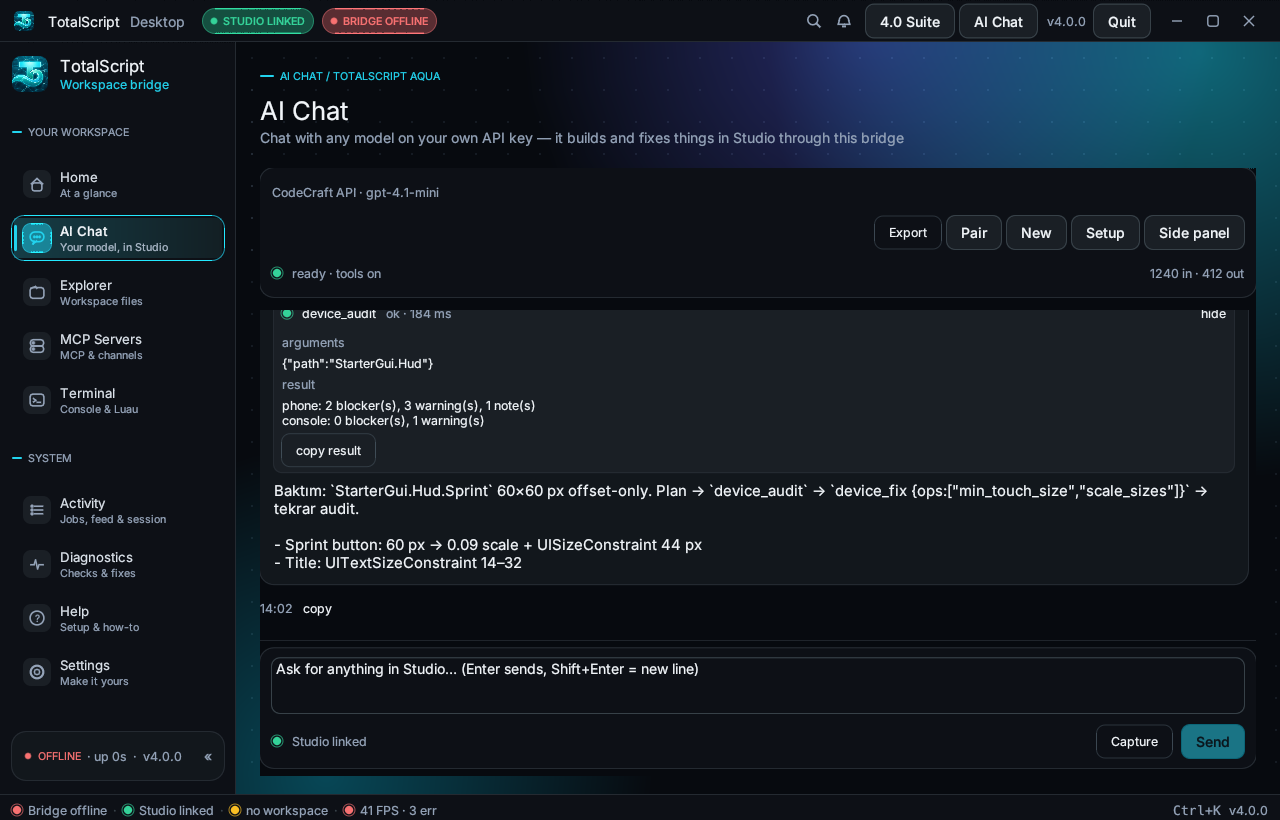 TotalScript Desktop STUDIO LINKED BRIDGE OFFLINE 4.0 Suite AI Chat v4.0.0 Quit
TotalScript
Workspace bridge
YOUR WORKSPACE
Home
At a glance
AI Chat
Your model, in Studio
Explorer
Workspace files
MCP Servers
MCP & channels
Terminal
Console & Luau
SYSTEM
Activity
Jobs, feed & session
Diagnostics
Checks & fixes
Help
Setup & how-to
Settings
Make it yours
OFFLINE · up 0s · v4.0.0 «
AI CHAT / TOTALSCRIPT AQUA
AI Chat
Chat with any model on your own API key — it builds and fixes things in Studio through this bridge
CodeCraft API · gpt-4.1-mini
Export Pair New Setup Side panel
ready · tools on 1240 in · 412 out
device_audit ok · 184 ms hide
arguments
{"path":"StarterGui.Hud"}
result
phone: 2 blocker(s), 3 warning(s), 1 note(s)
console: 0 blocker(s), 1 warning(s)
copy result
Baktım: `StarterGui.Hud.Sprint` 60×60 px offset-only. Plan → `device_audit` → `device_fix {ops:["min_touch_size","scale_sizes"]}` →
tekrar audit.
- Sprint button: 60 px → 0.09 scale + UISizeConstraint 44 px
- Title: UITextSizeConstraint 14–32
14:02 copy
Ask for anything in Studio... (Enter sends, Shift+Enter = new line)
Studio linked Capture Send
Bridge offline · Studio linked · no workspace · 41 FPS · 3 err Ctrl+K v4.0.0